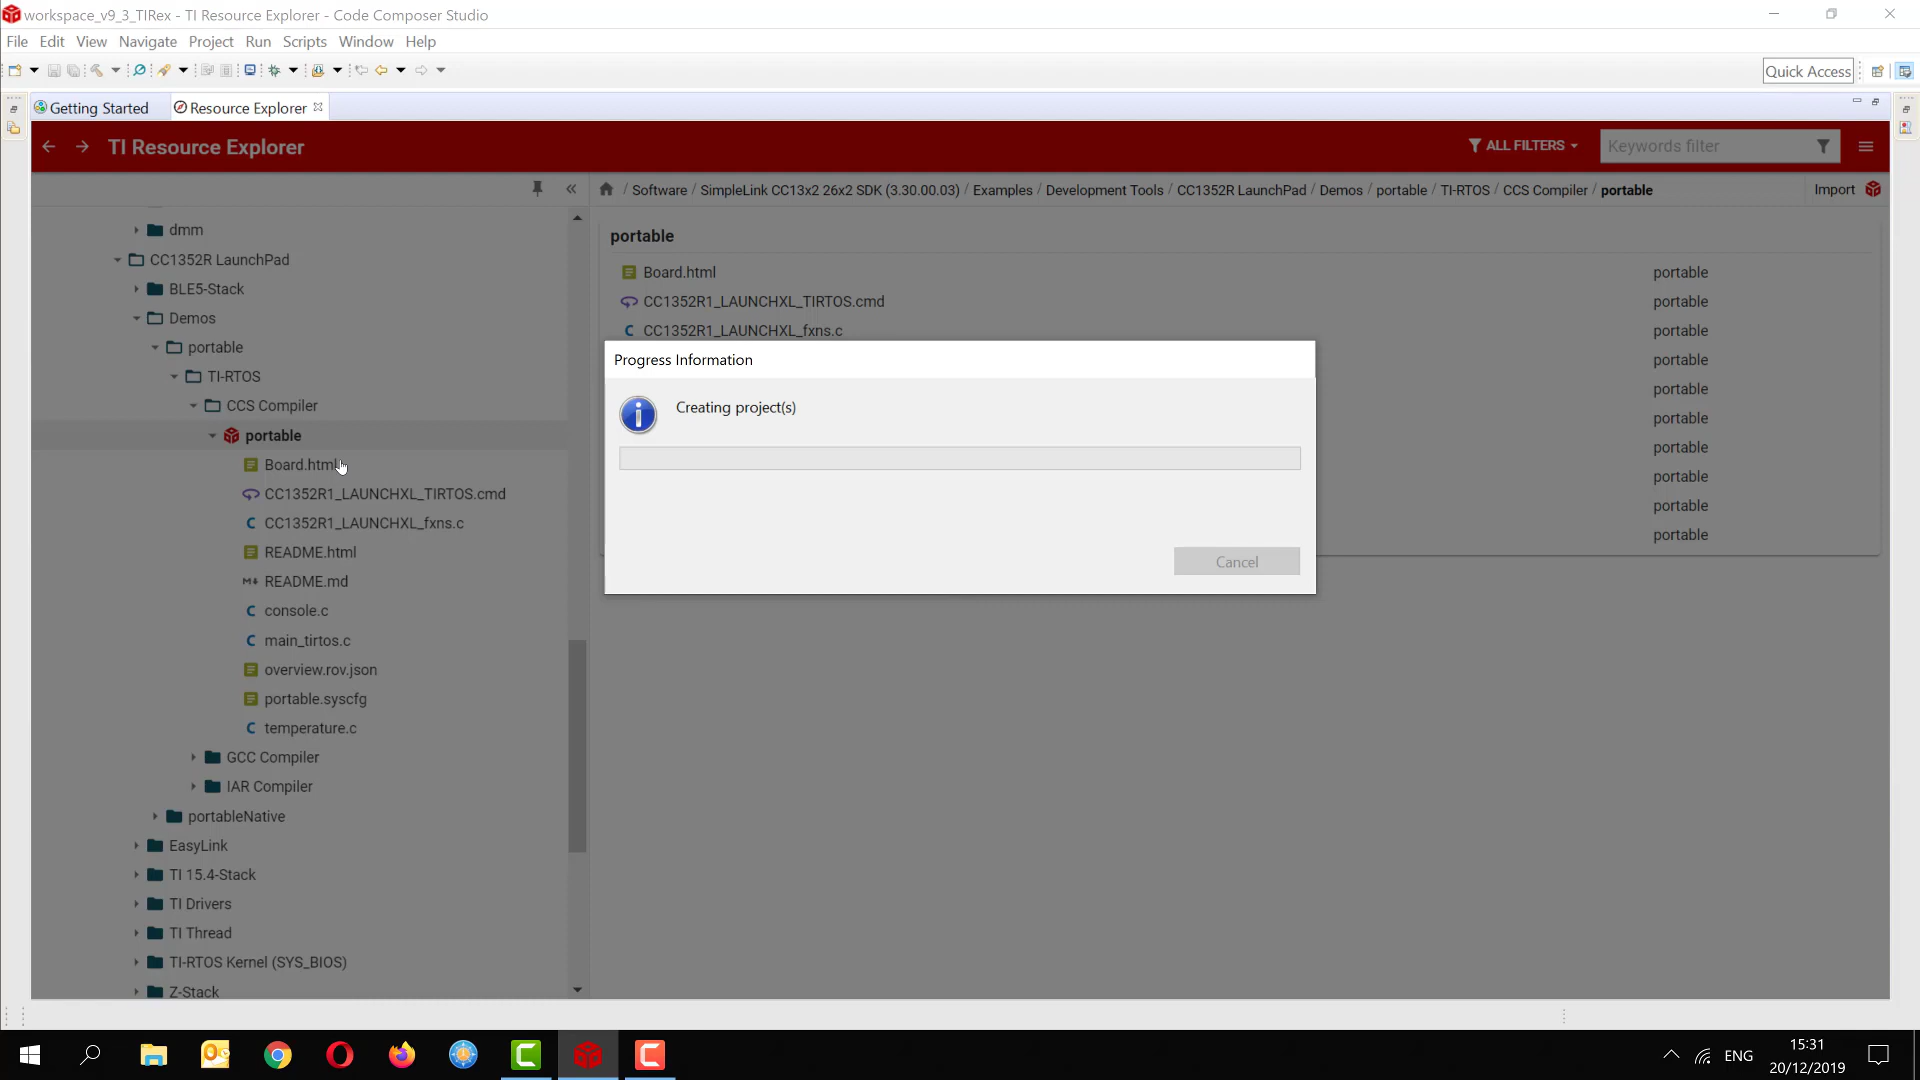 workspace_v9_3_TIRex - TI Resource Explorer - Code Composer Studio
File Edit View Navigate Project Run Scripts Window Help
Quick Access
Getting Started
Resource Explorer
TI Resource Explorer
ALL FILTERS
Keywords filter
/ Software / SimpleLink CC13x2 26x2 SDK (3.30.00.03) / Examples / Development Tools / CC1352R LaunchPad / Demos / portable / TI-RTOS / CCS Compiler / portable
Import
dmm
CC1352R LaunchPad
BLE5-Stack
Demos
portable
TI-RTOS
CCS Compiler
portable
Board.html
CC1352R1_LAUNCHXL_TIRTOS.cmd
CC1352R1_LAUNCHXL_fxns.c
README.html
M README.md
console.c
main_tirtos.c
overview.rov.json
portable.syscfg
temperature.c
GCC Compiler
IAR Compiler
portableNative
EasyLink
TI 15.4-Stack
TI Drivers
TI Thread
TI-RTOS Kernel (SYS_BIOS)
Z-Stack
portable
Board.html portable
CC1352R1_LAUNCHXL_TIRTOS.cmd portable
CC1352R1_LAUNCHXL_fxns.c portable
portable
portable
portable
portable
portable
portable
portable
Progress Information
Creating project(s)
Cancel
ENG
15:31
20/12/2019